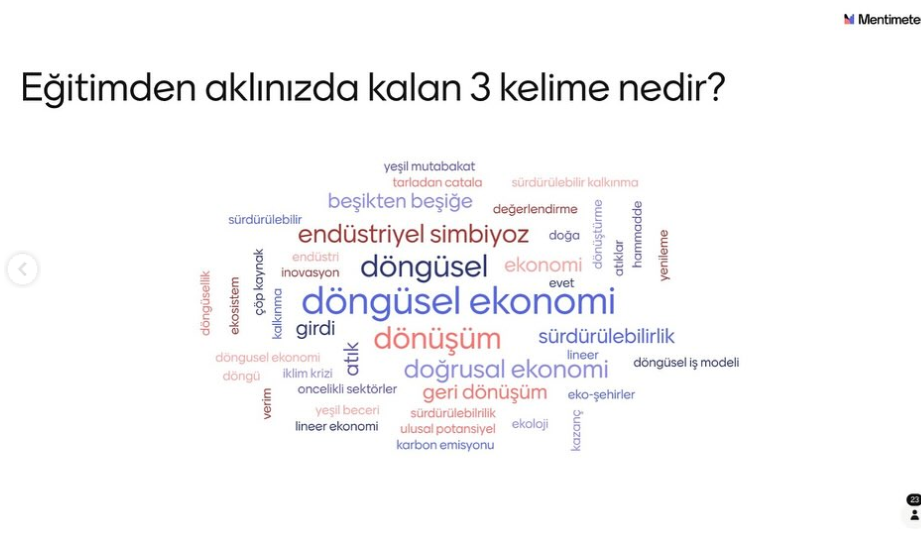 Mentimete
Eğitimden aklınızda kalan 3 kelime nedir?
yeşil mutabakat
tarladan catala
sürdürülebilir kalkınma
beşikten beşiğe
değerlendirme
sürdürülebilir
endüstriyel simbiyoz
doğa
dönüştürme
atıklar
hammadde
yenileme
endüstri
inovasyon
döngüsel
ekonomi
evet
döngüsellik
ekosistem
çöp kaynak
kalkınma
döngüsel ekonomi
girdi
dönüşüm
sürdürülebilirlik
atık
lineer
döngusel ekonomi
döngüsel iş modeli
döngü
iklim krizi
doğrusal ekonomi
oncelikli sektörler
geri dönüşüm
eko-şehirler
verim
yeşil beceri
sürdürülebilrilik
lineer ekonomi
ulusal potansiyel
ekoloji
kazanç
karbon emisyonu
23